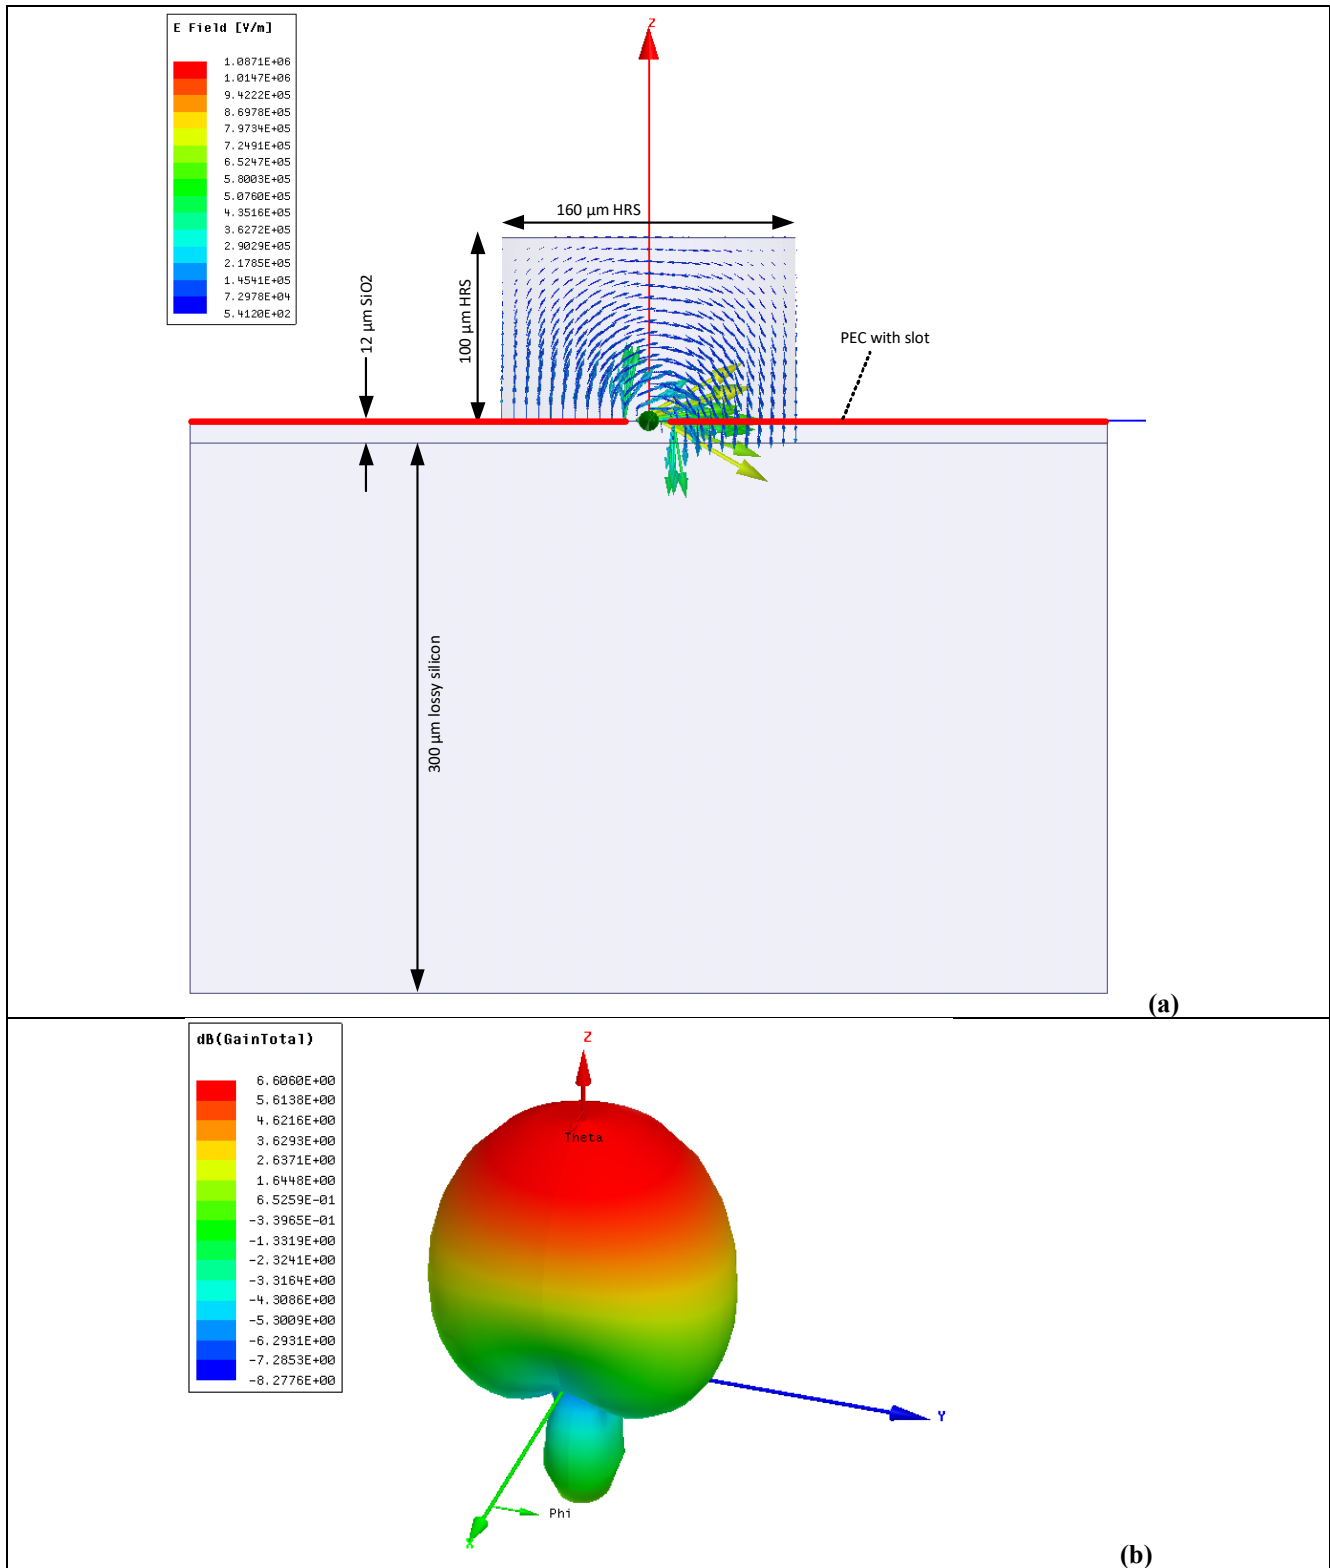 E Field [V/m]
1.0871E+06
1.0147E+06
9.4222E+05
8.6978E+05
7.9734E+05
7.2491E+05
6.5247E+05
5.8003E+05
5.0760E+05
4.3516E+05
3.6272E+05
2.9029E+05
2.1785E+05
1.4541E+05
7.2978E+04
5.4120E+02
Z
160 µm HRS
100 µm HRS
12 µm SiO2
PEC with slot
300 µm lossy silicon
(a)
dB(GainTotal)
6.6060E+00
5.6138E+00
4.6216E+00
3.6293E+00
2.6371E+00
1.6448E+00
6.5259E-01
-3.3965E-01
-1.3319E+00
-2.3241E+00
-3.3164E+00
-4.3086E+00
-5.3009E+00
-6.2931E+00
-7.2853E+00
-8.2776E+00
Z
Theta
Y
Phi
X
(b)